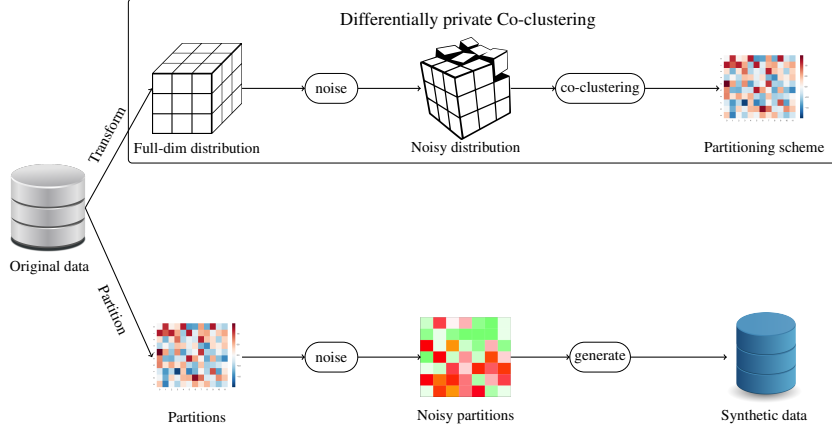 Differentially private Co-clustering
Transform
Full-dim distribution
noise
Noisy distribution
co-clustering
Partitioning scheme
Original data
Partition
Partitions
noise
Noisy partitions
generate
Synthetic data